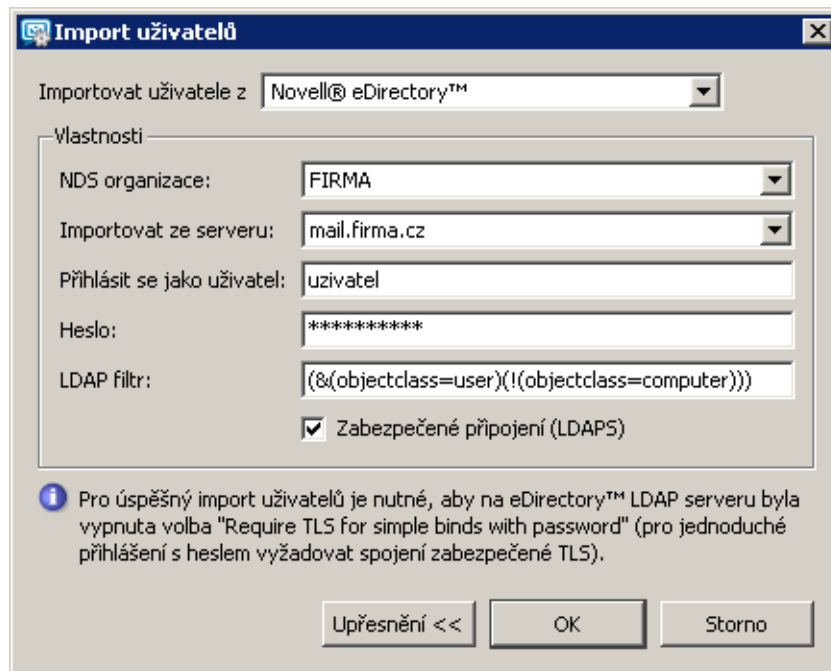 Import uživatelů
Importovat uživatele z Novell® eDirectory™
Vlastnosti
NDS organizace: FIRMA
Importovat ze serveru: mail.firma.cz
Přihlásit se jako uživatel: uzivatel
Heslo: **********
LDAP filtr: (&(objectclass=user)(!(objectclass=computer)))
Zabezpečené připojení (LDAPS)
Pro úspěšný import uživatelů je nutné, aby na eDirectory™ LDAP serveru byla
vypnuta volba "Require TLS for simple binds with password" (pro jednoduché
přihlášení s heslem vyžadovat spojení zabezpečené TLS).
Upřesnění << OK Storno